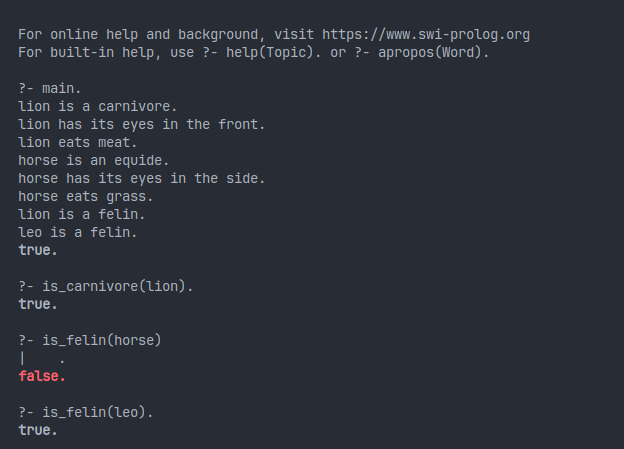 For online help and background, visit https://www.swi-prolog.org
For built-in help, use ?- help(Topic). or ?- apropos(Word).
?- main.
lion is a carnivore.
lion has its eyes in the front.
lion eats meat.
horse is an equide.
horse has its eyes in the side.
horse eats grass.
lion is a felin.
leo is a felin.
true.
?- is_carnivore(lion).
true.
?- is_felin(horse)
|    .
false.
?- is_felin(leo).
true.